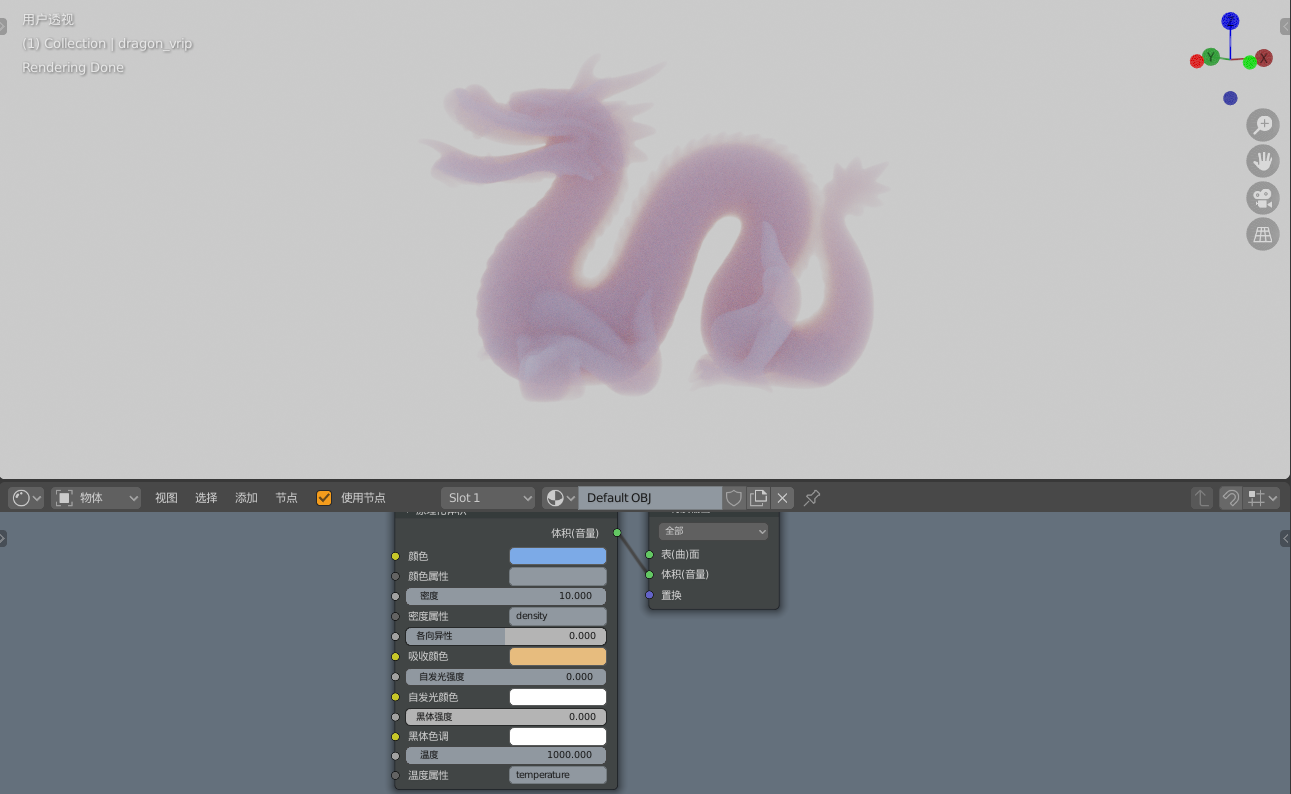 用户透视
(1) Collection | dragon_vrip
Rendering Done
Z
Y
X
物体
视图
选择
添加
节点
使用节点
Slot 1
Default OBJ
体积(音量)
颜色
颜色属性
密度 10.000
密度属性 density
各向异性 0.000
吸收颜色
自发光强度 0.000
自发光颜色
黑体强度 0.000
黑体色调
温度 1000.000
温度属性 temperature
全部
表(曲)面
体积(音量)
置换